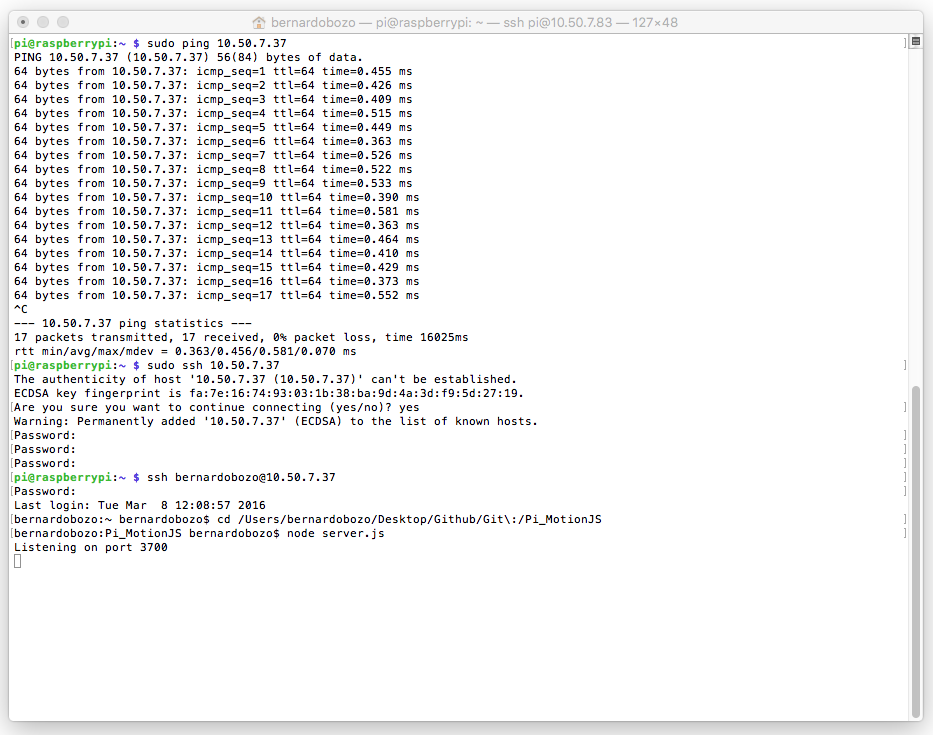 bernardobozo — pi@raspberrypi: ~ — ssh pi@10.50.7.83 — 127×48
[pi@raspberrypi:~ $ sudo ping 10.50.7.37 ]
PING 10.50.7.37 (10.50.7.37) 56(84) bytes of data.
64 bytes from 10.50.7.37: icmp_seq=1 ttl=64 time=0.455 ms
64 bytes from 10.50.7.37: icmp_seq=2 ttl=64 time=0.426 ms
64 bytes from 10.50.7.37: icmp_seq=3 ttl=64 time=0.409 ms
64 bytes from 10.50.7.37: icmp_seq=4 ttl=64 time=0.515 ms
64 bytes from 10.50.7.37: icmp_seq=5 ttl=64 time=0.449 ms
64 bytes from 10.50.7.37: icmp_seq=6 ttl=64 time=0.363 ms
64 bytes from 10.50.7.37: icmp_seq=7 ttl=64 time=0.526 ms
64 bytes from 10.50.7.37: icmp_seq=8 ttl=64 time=0.522 ms
64 bytes from 10.50.7.37: icmp_seq=9 ttl=64 time=0.533 ms
64 bytes from 10.50.7.37: icmp_seq=10 ttl=64 time=0.390 ms
64 bytes from 10.50.7.37: icmp_seq=11 ttl=64 time=0.581 ms
64 bytes from 10.50.7.37: icmp_seq=12 ttl=64 time=0.363 ms
64 bytes from 10.50.7.37: icmp_seq=13 ttl=64 time=0.464 ms
64 bytes from 10.50.7.37: icmp_seq=14 ttl=64 time=0.410 ms
64 bytes from 10.50.7.37: icmp_seq=15 ttl=64 time=0.429 ms
64 bytes from 10.50.7.37: icmp_seq=16 ttl=64 time=0.373 ms
64 bytes from 10.50.7.37: icmp_seq=17 ttl=64 time=0.552 ms
^C
--- 10.50.7.37 ping statistics ---
17 packets transmitted, 17 received, 0% packet loss, time 16025ms
rtt min/avg/max/mdev = 0.363/0.456/0.581/0.070 ms
[pi@raspberrypi:~ $ sudo ssh 10.50.7.37 ]
The authenticity of host '10.50.7.37 (10.50.7.37)' can't be established.
ECDSA key fingerprint is fa:7e:16:74:93:03:1b:38:ba:9d:4a:3d:f9:5d:27:19.
[Are you sure you want to continue connecting (yes/no)? yes ]
Warning: Permanently added '10.50.7.37' (ECDSA) to the list of known hosts.
[Password: ]
[Password: ]
[Password: ]
[pi@raspberrypi:~ $ ssh bernardobozo@10.50.7.37 ]
[Password: ]
Last login: Tue Mar  8 12:08:57 2016
[bernardobozo:~ bernardobozo$ cd /Users/bernardobozo/Desktop/Github/Git\:/Pi_MotionJS ]
[bernardobozo:Pi_MotionJS bernardobozo$ node server.js ]
Listening on port 3700